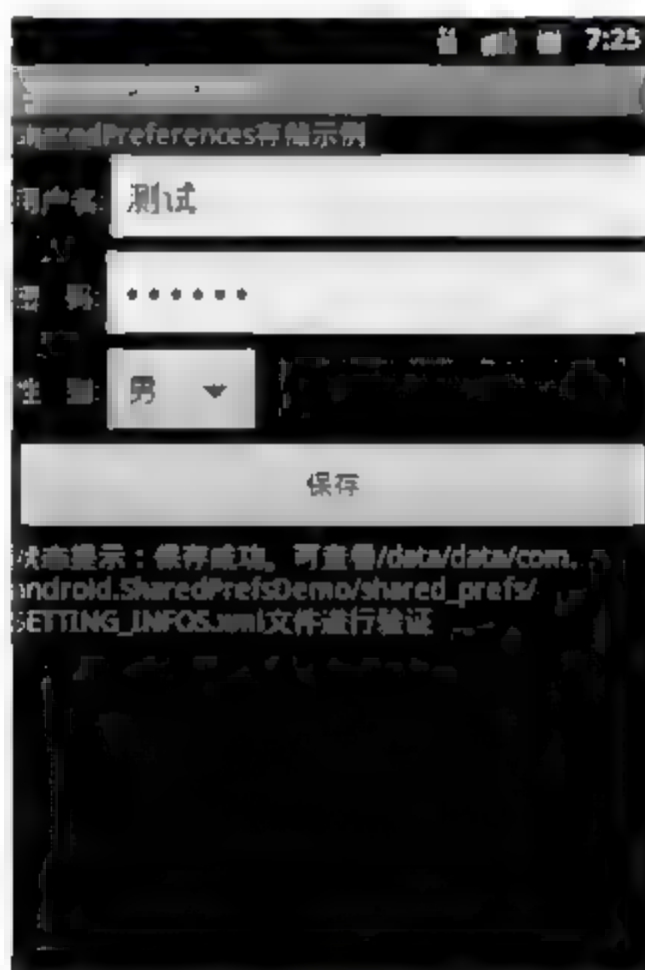 7:25
SharedPreferences存储示例
用户名: 测试
密 码: ••••••
性 别: 男
保存
状态提示：保存成功。可查看/data/data/com.
android.SharedPrefsDemo/shared_prefs/
SETTING_INFOS.xml文件进行验证